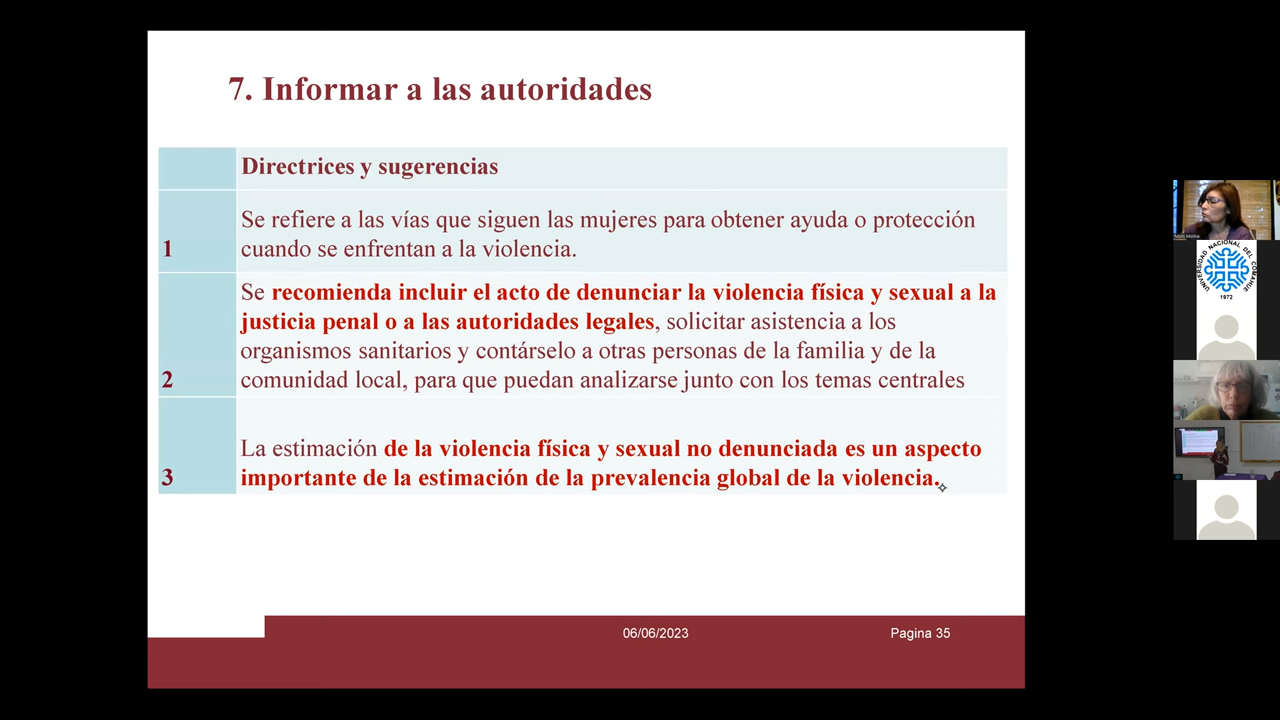 7. Informar a las autoridades
Directrices y sugerencias
1
Se refiere a las vías que siguen las mujeres para obtener ayuda o protección
cuando se enfrentan a la violencia.
2
Se recomienda incluir el acto de denunciar la violencia física y sexual a la
justicia penal o a las autoridades legales, solicitar asistencia a los
organismos sanitarios y contárselo a otras personas de la familia y de la
comunidad local, para que puedan analizarse junto con los temas centrales
3
La estimación de la violencia física y sexual no denunciada es un aspecto
importante de la estimación de la prevalencia global de la violencia.
06/06/2023
Pagina 35
UNIVERSIDAD NACIONAL DEL COMAHUE
1972